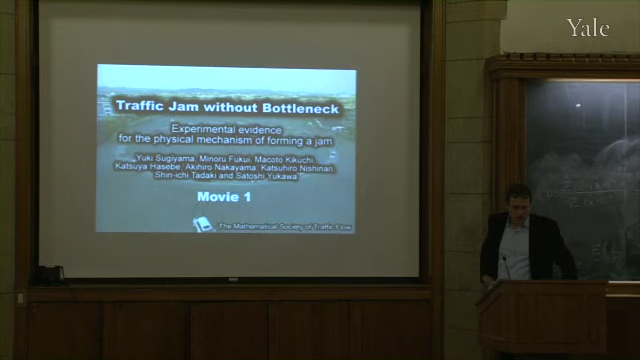 Yale
Traffic Jam without Bottleneck
Experimental evidence
for the physical mechanism of forming a jam
Yuki Sugiyama, Minoru Fukui, Macoto Kikuchi,
Katsuya Hasebe, Akihiro Nakayama, Katsuhiro Nishinari,
Shin-ichi Tadaki and Satoshi Yukawa
Movie 1
The Mathematical Society of Traffic Flow